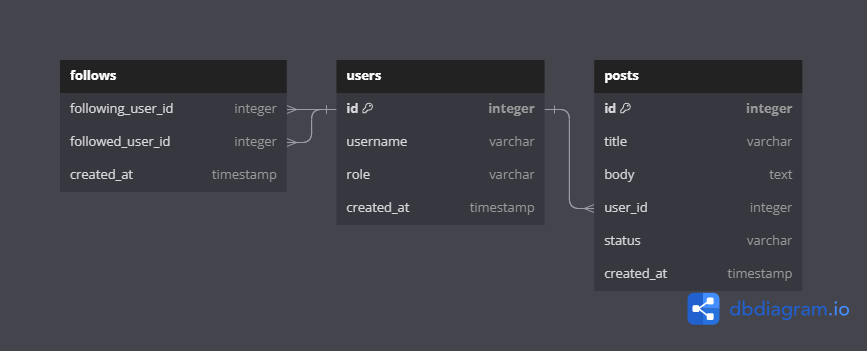 follows
following_user_id integer
followed_user_id integer
created_at timestamp
users
id integer
username varchar
role varchar
created_at timestamp
posts
id integer
title varchar
body text
user_id integer
status varchar
created_at timestamp
dbdiagram.io